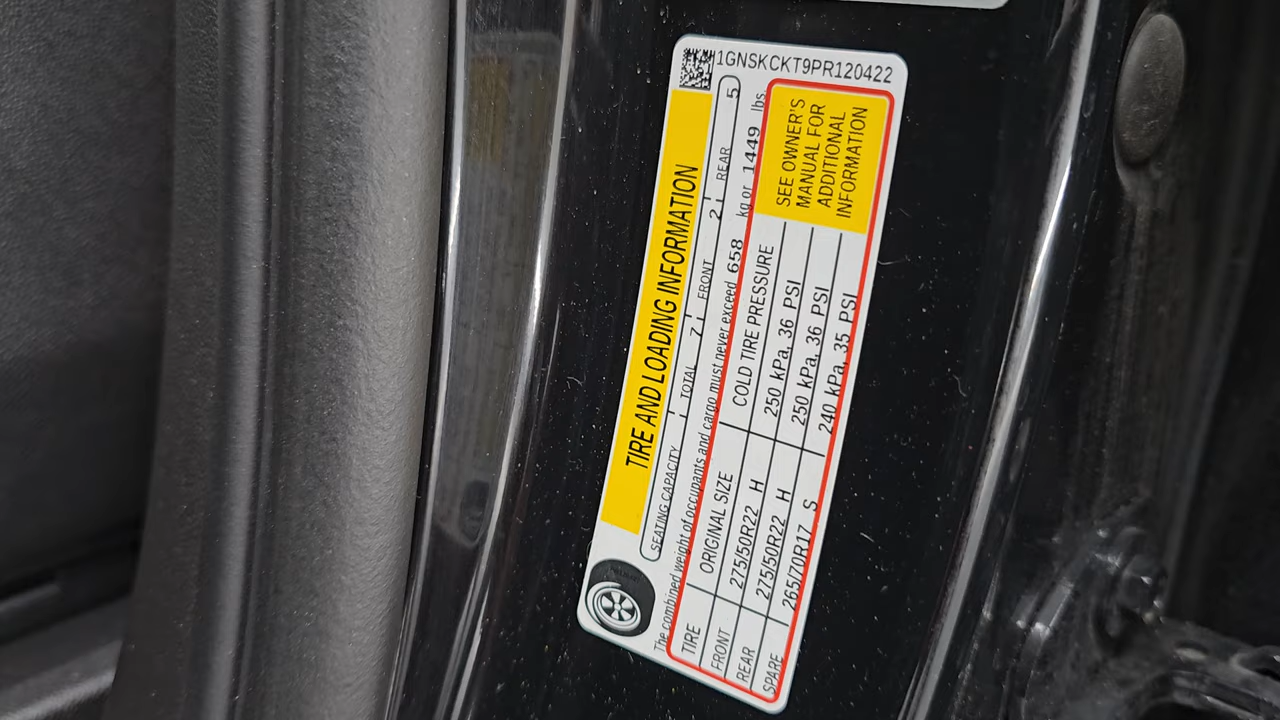 1GNSKCKT9PR120422
TIRE AND LOADING INFORMATION
SEATING CAPACITY TOTAL 7 FRONT 2 REAR 5
The combined weight of occupants and cargo must never exceed 658 kg or 1449 lbs.
TIRE ORIGINAL SIZE COLD TIRE PRESSURE
FRONT 275/50R22 H 250 kPa, 36 PSI
REAR 275/50R22 H 250 kPa, 36 PSI
SPARE 265/70R17 S 240 kPa, 35 PSI
SEE OWNER'S
MANUAL FOR
ADDITIONAL
INFORMATION